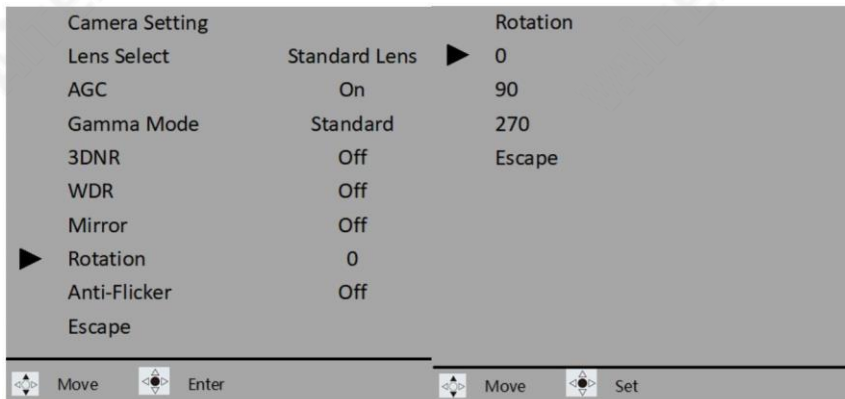 Camera Setting
Lens Select Standard Lens
AGC On
Gamma Mode Standard
3DNR Off
WDR Off
Mirror Off
Rotation 0
Anti-Flicker Off
Escape
Move Enter
Rotation
0
90
270
Escape
Move Set